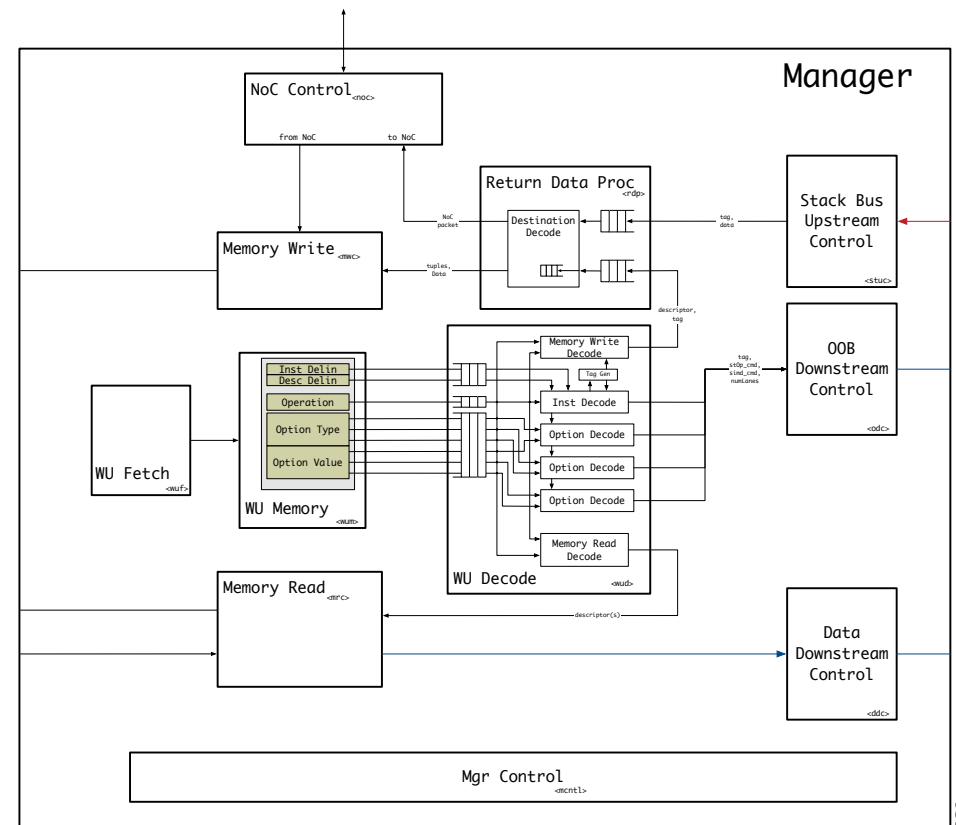 Manager
NoC Control
<noc>
from NoC
to NoC
Return Data Proc
<rdp>
Destination
Decode
NoC
packet
tag,
data
Stack Bus
Upstream
Control
<stuc>
Memory Write
<mwc>
tuples,
Data
descriptor,
tag
WU Fetch
<wuf>
Inst Delin
Desc Delin
Operation
Option Type
Option Value
WU Memory
<wum>
Memory Write
Decode
Tag Gen
Inst Decode
Option Decode
Option Decode
Option Decode
Memory Read
Decode
WU Decode
<wud>
tag,
stOp_cmd,
simd_cmd,
numLanes
OOB
Downstream
Control
<odc>
Memory Read
<mrc>
descriptor(s)
Data
Downstream
Control
<ddc>
Mgr Control
<mcntl>